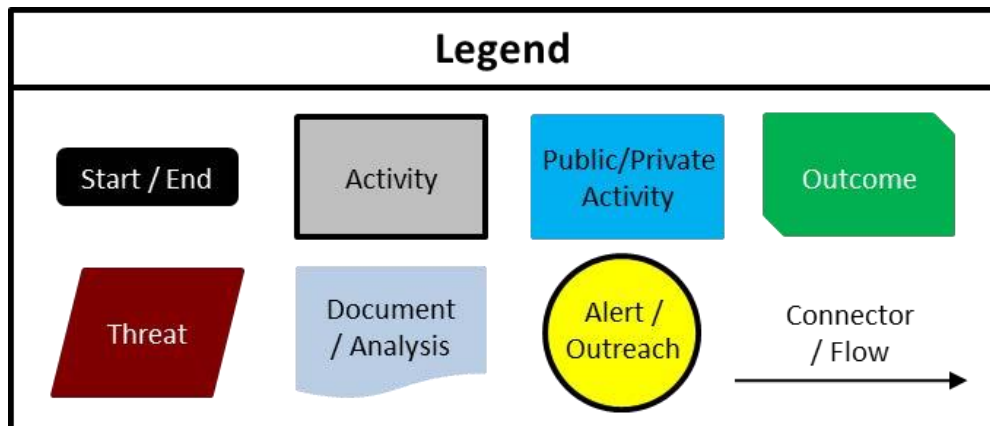 Legend
Start / End
Activity
Public/Private
Activity
Outcome
Threat
Document
/ Analysis
Alert /
Outreach
Connector
/ Flow